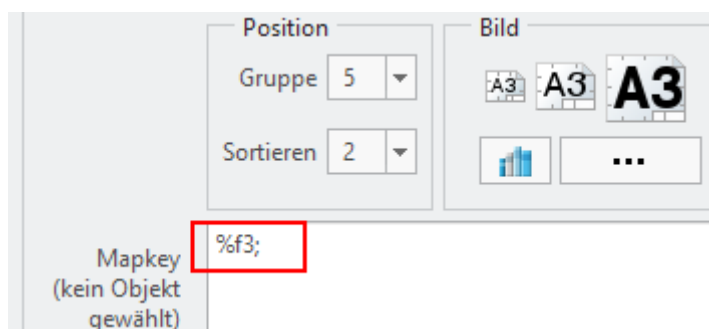 Position
Bild
Gruppe 5
A3 A3 A3
Sortieren 2
...
%f3;
Mapkey
(kein Objekt
gewählt)